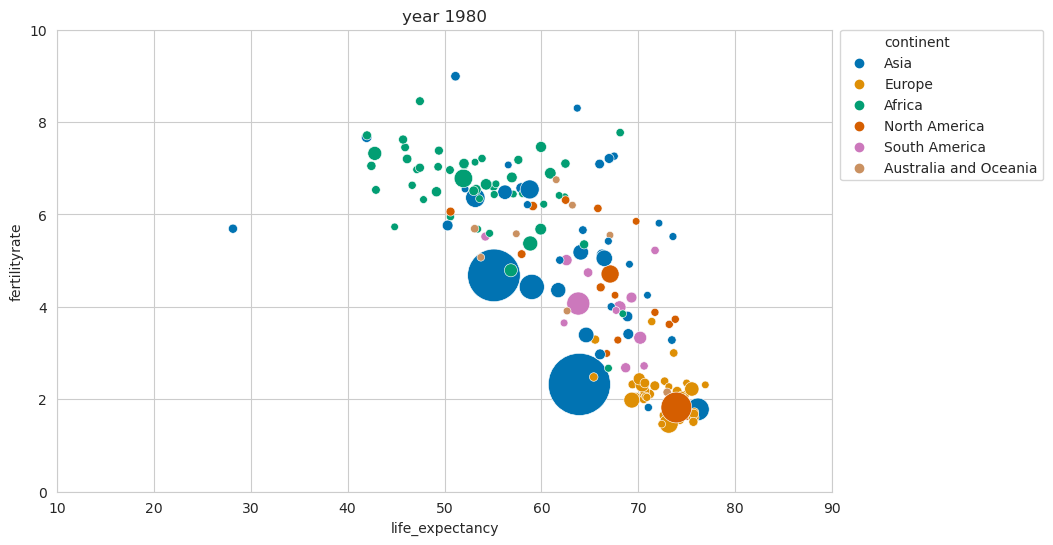 year 1980
continent
Asia
Europe
Africa
North America
South America
Australia and Oceania
fertilityrate
10
8
6
4
2
0
10
20
30
40
50
60
70
80
90
life_expectancy